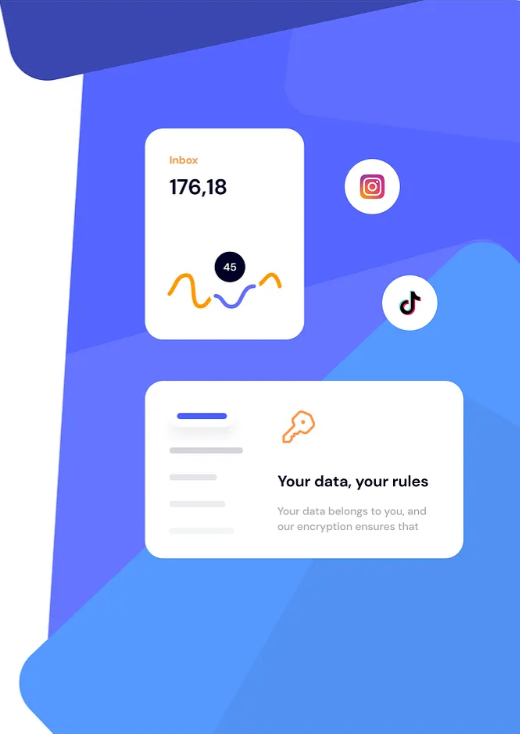 Inbox
176,18
45
Your data, your rules
Your data belongs to you, and
our encryption ensures that